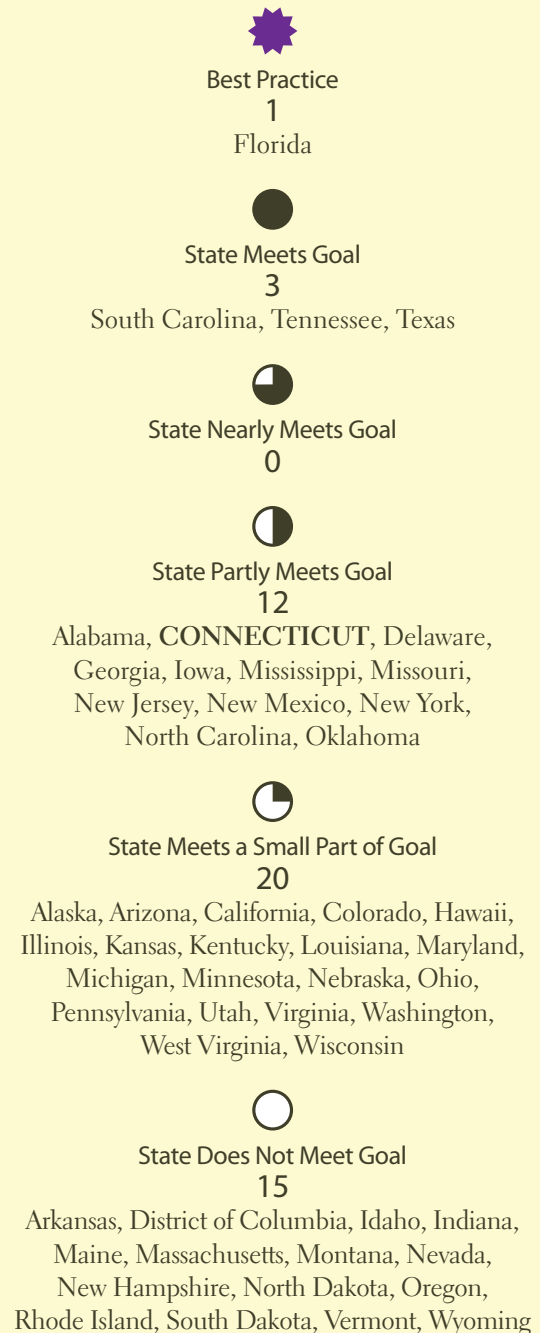 Best Practice
1
Florida
State Meets Goal
3
South Carolina, Tennessee, Texas
State Nearly Meets Goal
0
State Partly Meets Goal
12
Alabama, CONNECTICUT, Delaware,
Georgia, Iowa, Mississippi, Missouri,
New Jersey, New Mexico, New York,
North Carolina, Oklahoma
State Meets a Small Part of Goal
20
Alaska, Arizona, California, Colorado, Hawaii,
Illinois, Kansas, Kentucky, Louisiana, Maryland,
Michigan, Minnesota, Nebraska, Ohio,
Pennsylvania, Utah, Virginia, Washington,
West Virginia, Wisconsin
State Does Not Meet Goal
15
Arkansas, District of Columbia, Idaho, Indiana,
Maine, Massachusetts, Montana, Nevada,
New Hampshire, North Dakota, Oregon,
Rhode Island, South Dakota, Vermont, Wyoming